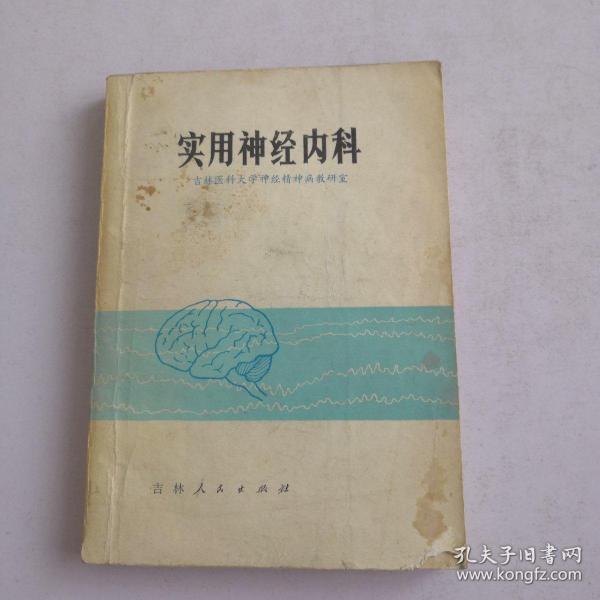 实用神经内科
吉林医科大学神经精神病教研室
吉林人民出版社
孔夫子旧书网
www.kongfz.com